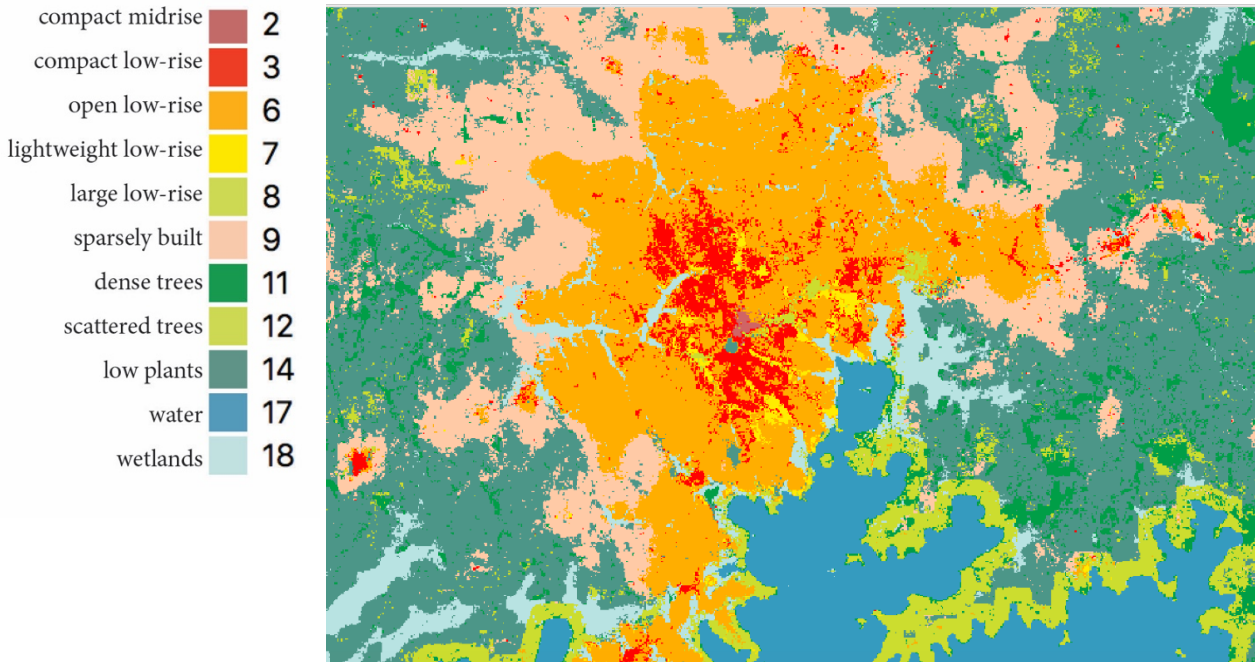 compact midrise 2
compact low-rise 3
open low-rise 6
lightweight low-rise 7
large low-rise 8
sparsely built 9
dense trees 11
scattered trees 12
low plants 14
water 17
wetlands 18